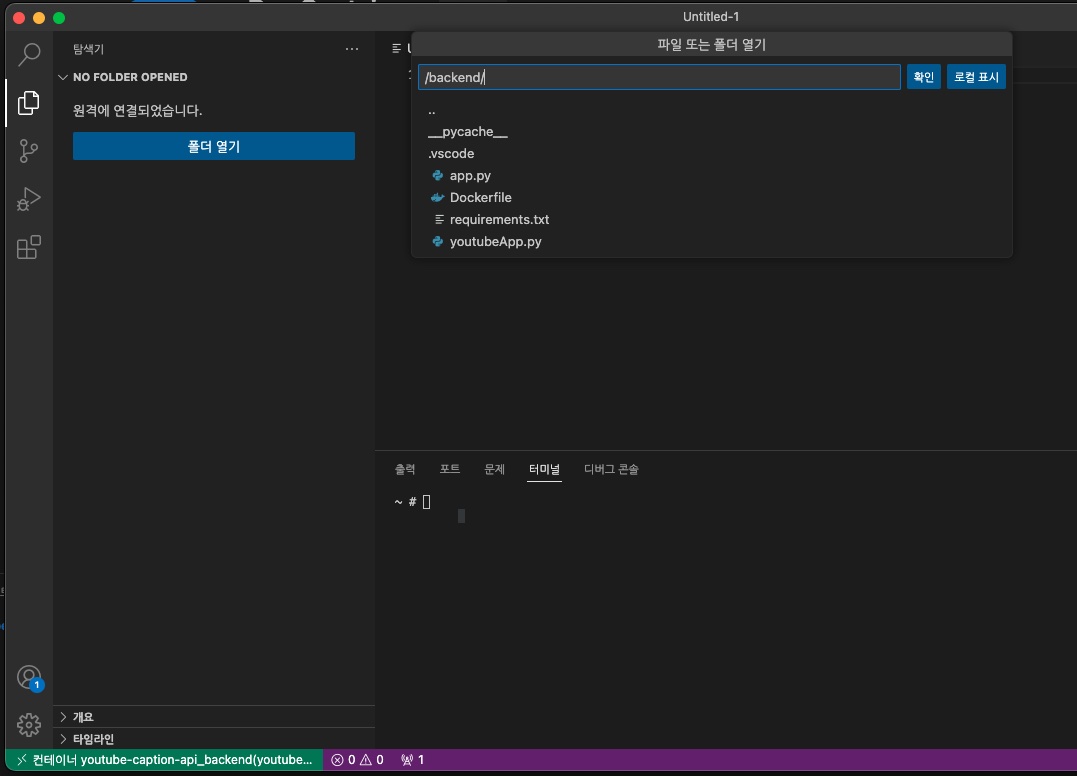 Untitled-1
탐색기
NO FOLDER OPENED
원격에 연결되었습니다.
폴더 열기
파일 또는 폴더 열기
/backend/
확인
로컬 표시
..
__pycache__
.vscode
app.py
Dockerfile
requirements.txt
youtubeApp.py
출력
포트
문제
터미널
디버그 콘솔
~ #
1
개요
타임라인
컨테이너 youtube-caption-api_backend(youtube...
0
0
1